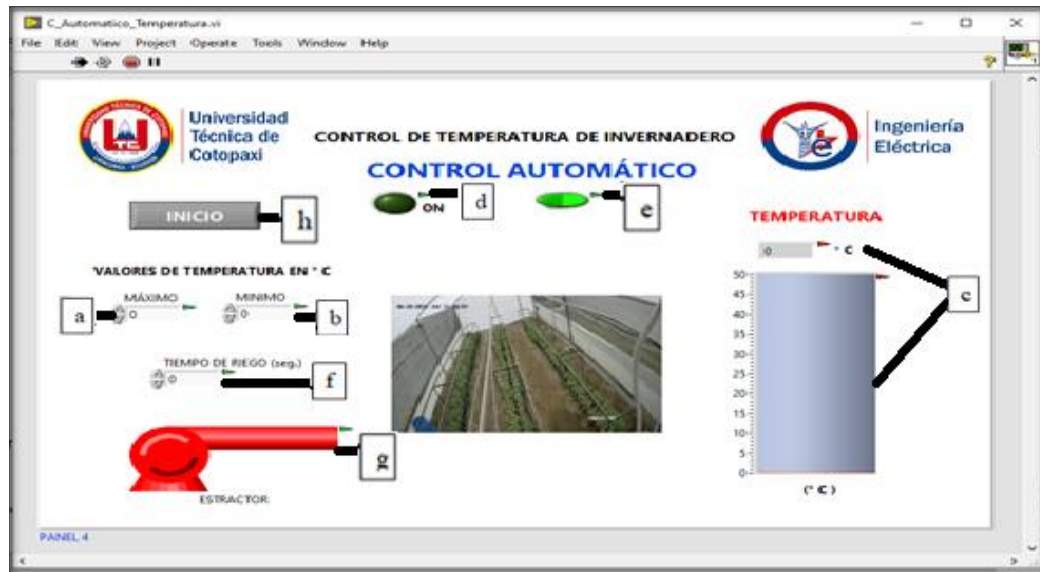 C_Automatico_Temperatura.vi
File Edit View Project Operate Tools Window Help
Universidad
Técnica de
Cotopaxi
CONTROL DE TEMPERATURA DE INVERNADERO
CONTROL AUTOMÁTICO
Ingeniería
Eléctrica
INICIO
h
ON
d
e
TEMPERATURA
0
° C
VALORES DE TEMPERATURA EN ° C
MÁXIMO
MINIMO
a
0
0
b
c
TIEMPO DE RIEGO (seg.)
0
f
50
45
40
35
30
25
20
15
10
5
0
(° C)
g
ESTRACTOR
PAINEL 4